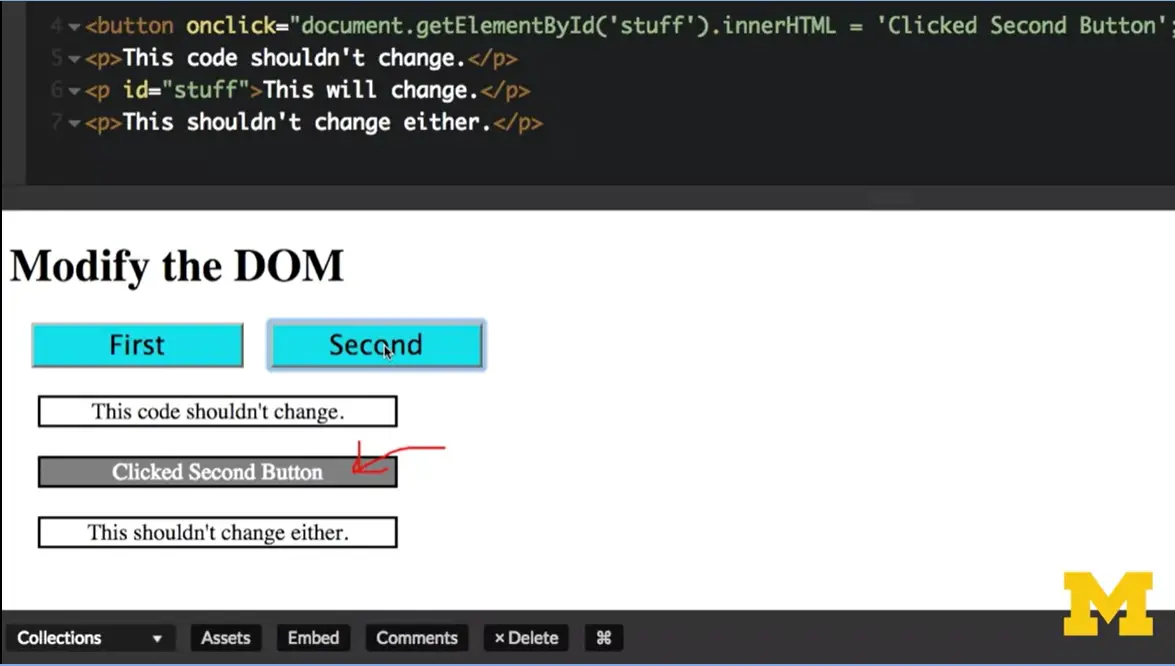 4 <button onclick="document.getElementById('stuff').innerHTML = 'Clicked Second Button';
5 <p>This code shouldn't change.</p>
6 <p id="stuff">This will change.</p>
7 <p>This shouldn't change either.</p>
Modify the DOM
First Second
This code shouldn't change.
Clicked Second Button
This shouldn't change either.
M
Collections Assets Embed Comments × Delete ⌘